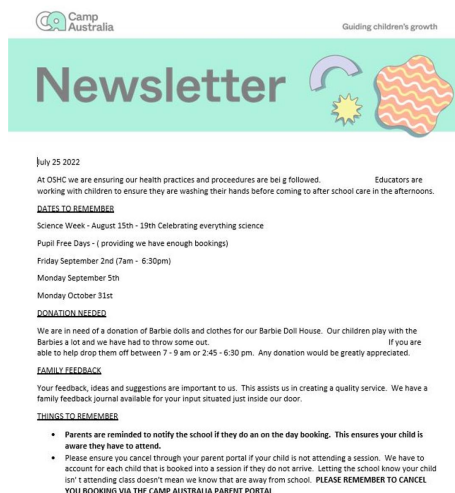 Camp
Australia
Guiding children's growth
Newsletter
July 25 2022
At OSHC we are ensuring our health practices and proceedures are bei g followed. Educators are
working with children to ensure they are washing their hands before coming to after school care in the afternoons.
DATES TO REMEMBER
Science Week - August 15th - 19th Celebrating everything science
Pupil Free Days - ( providing we have enough bookings)
Friday September 2nd (7am - 6:30pm)
Monday September 5th
Monday October 31st
DONATION NEEDED
We are in need of a donation of Barbie dolls and clothes for our Barbie Doll House. Our children play with the
Barbies a lot and we have had to throw some out. If you are
able to help drop them off between 7 - 9 am or 2:45 - 6:30 pm. Any donation would be greatly appreciated.
FAMILY FEEDBACK
Your feedback, ideas and suggestions are important to us. This assists us in creating a quality service. We have a
family feedback journal available for your input situated just inside our door.
THINGS TO REMEMBER
• Parents are reminded to notify the school if they do an on the day booking. This ensures your child is
aware they have to attend.
• Please ensure you cancel through your parent portal if your child is not attending a session. We have to
account for each child that is booked into a session if they do not arrive. Letting the school know your child
isn' t attending class doesn't mean we know that are away from school. PLEASE REMEMBER TO CANCEL
YOU BOOKING VIA THE CAMP AUSTRALIA PARENT PORTAL